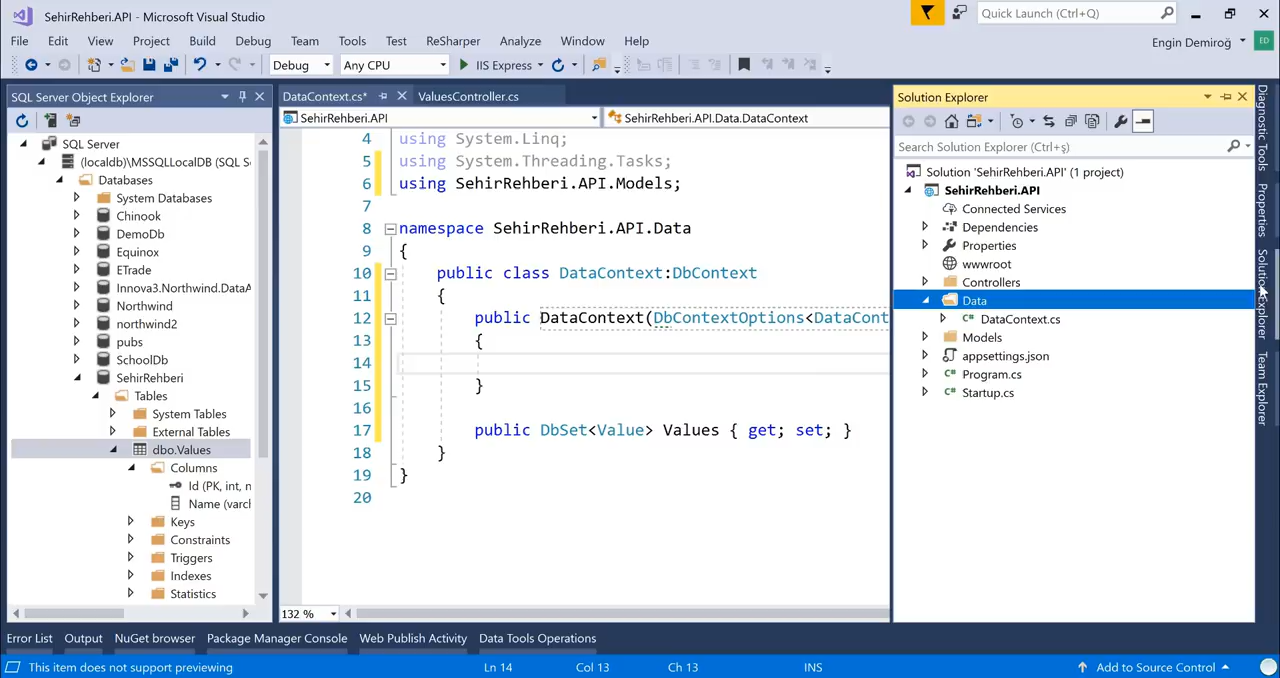 SehirRehberi.API - Microsoft Visual Studio
Quick Launch (Ctrl+Q)
File Edit View Project Build Debug Team Tools Test ReSharper Analyze Window Help
Engin Demiroğ
ED
Debug Any CPU IIS Express
SQL Server Object Explorer
SQL Server
(localdb)\MSSQLLocalDB (SQL S
Databases
System Databases
Chinook
DemoDb
Equinox
ETrade
Innova3.Northwind.DataA
Northwind
northwind2
pubs
SchoolDb
SehirRehberi
Tables
System Tables
External Tables
dbo.Values
Columns
Id (PK, int, n
Name (varch
Keys
Constraints
Triggers
Indexes
Statistics
DataContext.cs* ValuesController.cs
SehirRehberi.API SehirRehberi.API.Data.DataContext
4 using System.Linq;
5 using System.Threading.Tasks;
6 using SehirRehberi.API.Models;
7
8 namespace SehirRehberi.API.Data
9 {
10 public class DataContext:DbContext
11 {
12 public DataContext(DbContextOptions<DataCont
13 {
14
15 }
16
17 public DbSet<Value> Values { get; set; }
18 }
19 }
20
132 %
Solution Explorer
Search Solution Explorer (Ctrl+ş)
Solution 'SehirRehberi.API' (1 project)
SehirRehberi.API
Connected Services
Dependencies
Properties
wwwroot
Controllers
Data
DataContext.cs
Models
appsettings.json
Program.cs
Startup.cs
Diagnostic Tools
Properties
Solution Explorer
Team Explorer
Error List Output NuGet browser Package Manager Console Web Publish Activity Data Tools Operations
This item does not support previewing Ln 14 Col 13 Ch 13 INS Add to Source Control